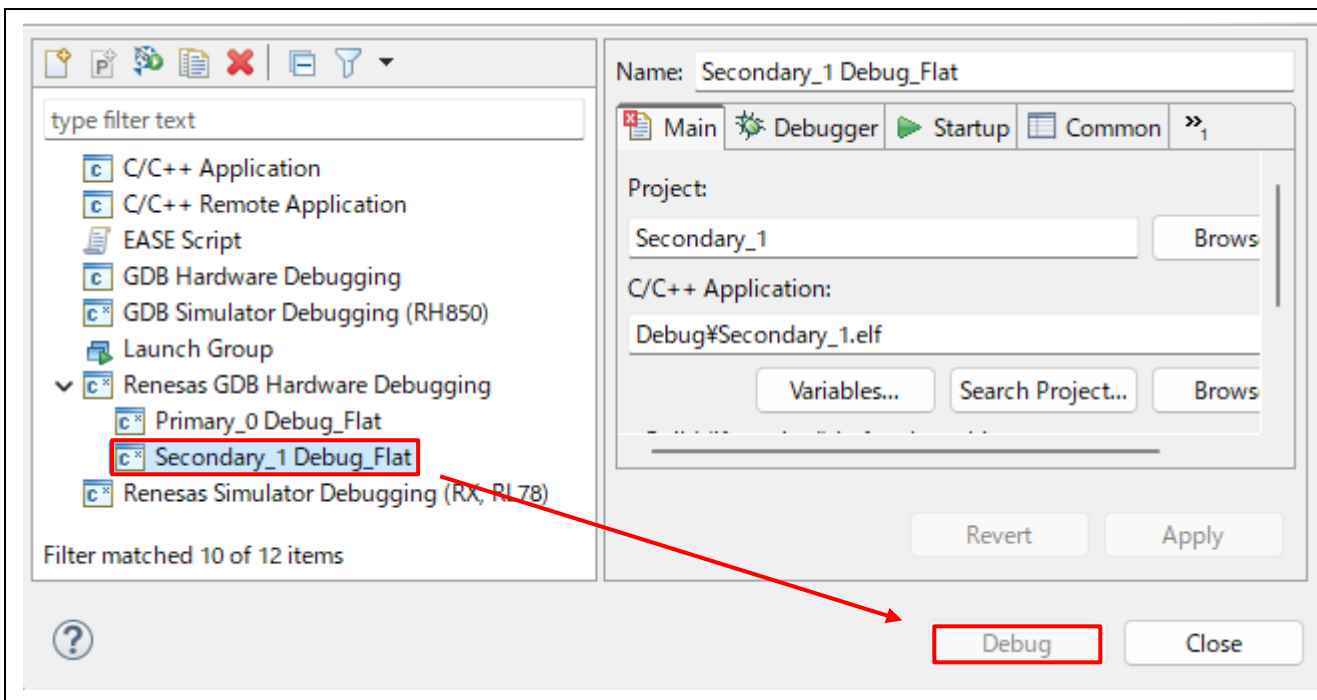 type filter text
C/C++ Application
C/C++ Remote Application
EASE Script
GDB Hardware Debugging
GDB Simulator Debugging (RH850)
Launch Group
Renesas GDB Hardware Debugging
Primary_0 Debug_Flat
Secondary_1 Debug_Flat
Renesas Simulator Debugging (RX, RL78)
Filter matched 10 of 12 items
Name: Secondary_1 Debug_Flat
Main Debugger Startup Common »1
Project:
Secondary_1 Brows
C/C++ Application:
Debug¥Secondary_1.elf
Variables... Search Project... Brows
Revert Apply
Debug Close